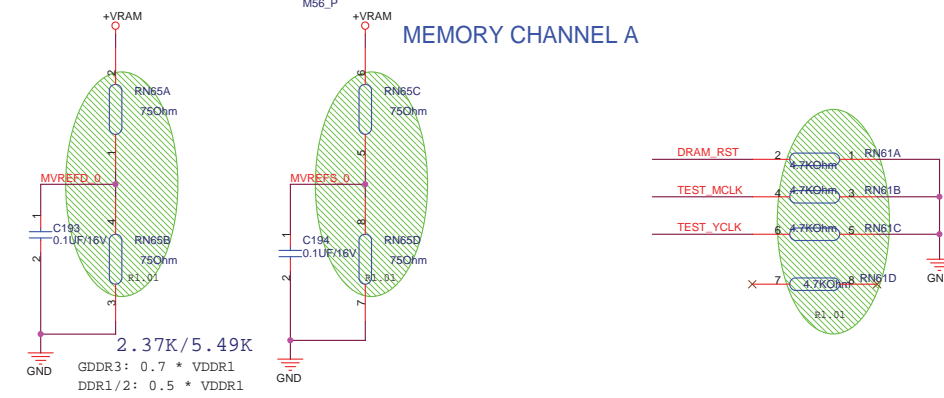 M56_P
+VRAM
+VRAM
MEMORY CHANNEL A
2
RN65A
75Ohm
1
6
RN65C
75Ohm
5
MVREFD_0
MVREFS_0
1
C193
0.1UF/16V
2
4
RN65B
75Ohm
R1.01
3
1
C194
0.1UF/16V
2
8
RN65D
75Ohm
R1.01
7
GND
GND
2.37K/5.49K
GDDR3: 0.7 * VDDR1
DDR1/2: 0.5 * VDDR1
DRAM_RST
2
4.7KOhm
1
RN61A
TEST_MCLK
4
4.7KOhm
3
RN61B
TEST_YCLK
6
4.7KOhm
5
RN61C
7
4.7KOhm
8
RN61D
R1.01
GN